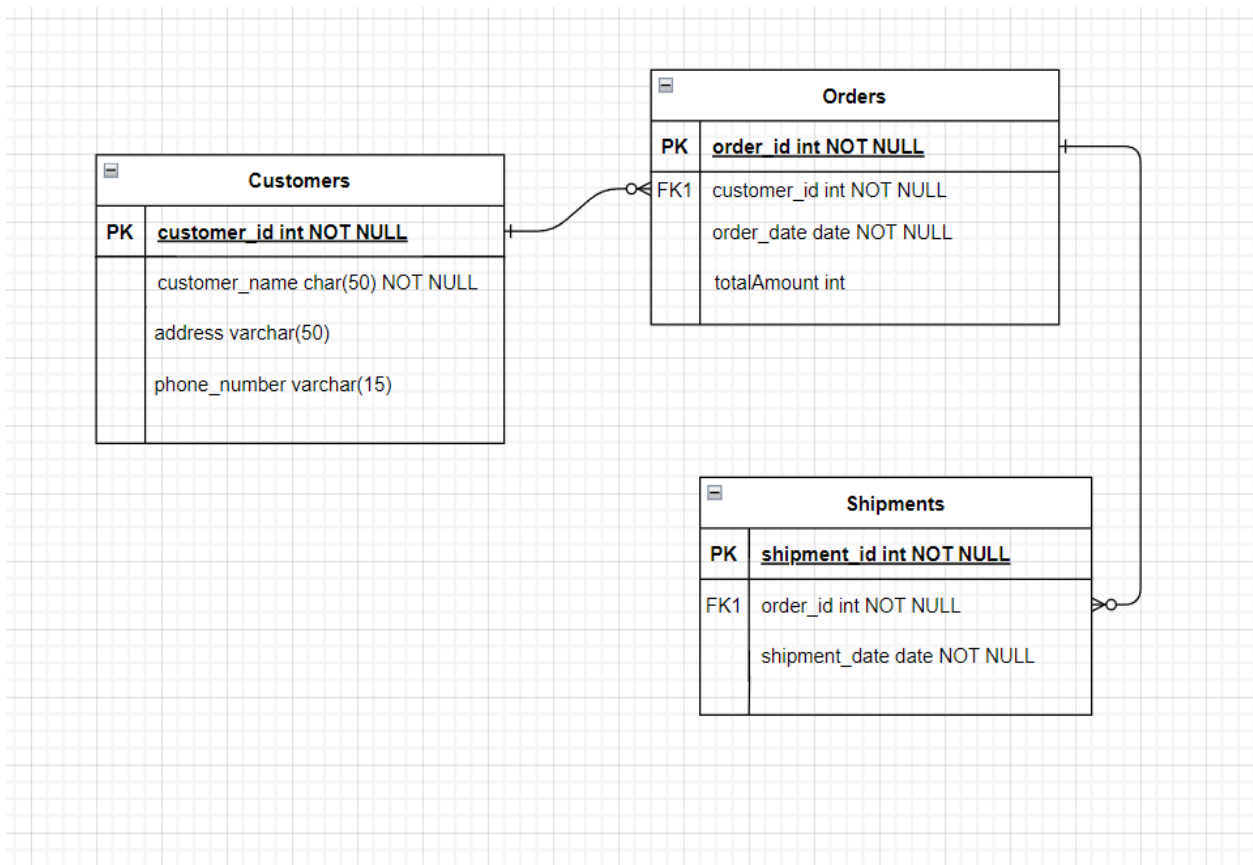 Customers
PK customer_id int NOT NULL
customer_name char(50) NOT NULL
address varchar(50)
phone_number varchar(15)
Orders
PK order_id int NOT NULL
FK1 customer_id int NOT NULL
order_date date NOT NULL
totalAmount int
Shipments
PK shipment_id int NOT NULL
FK1 order_id int NOT NULL
shipment_date date NOT NULL